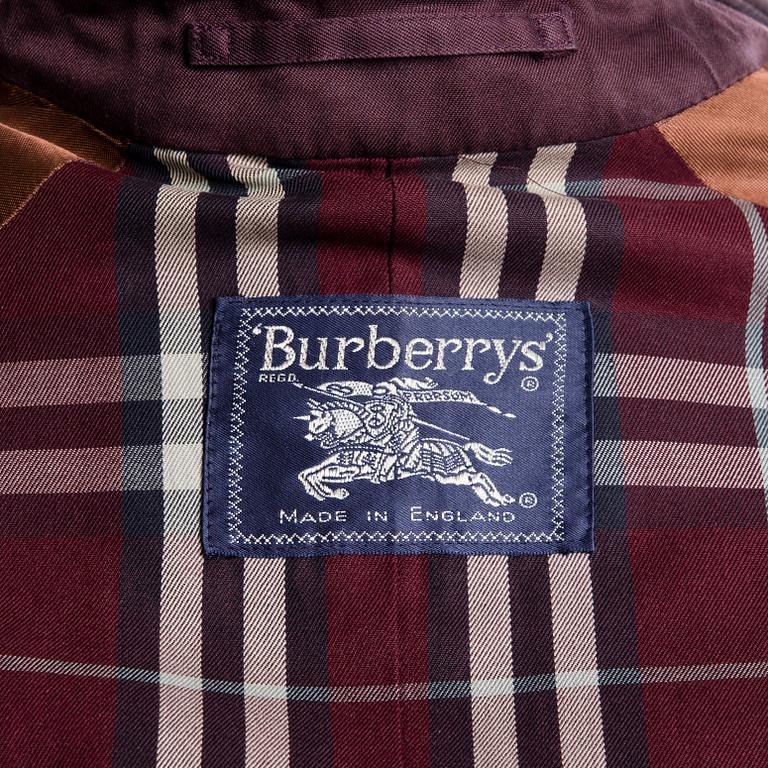 'Burberrys'
REGD. ®
PRORSUM
®
MADE IN ENGLAND